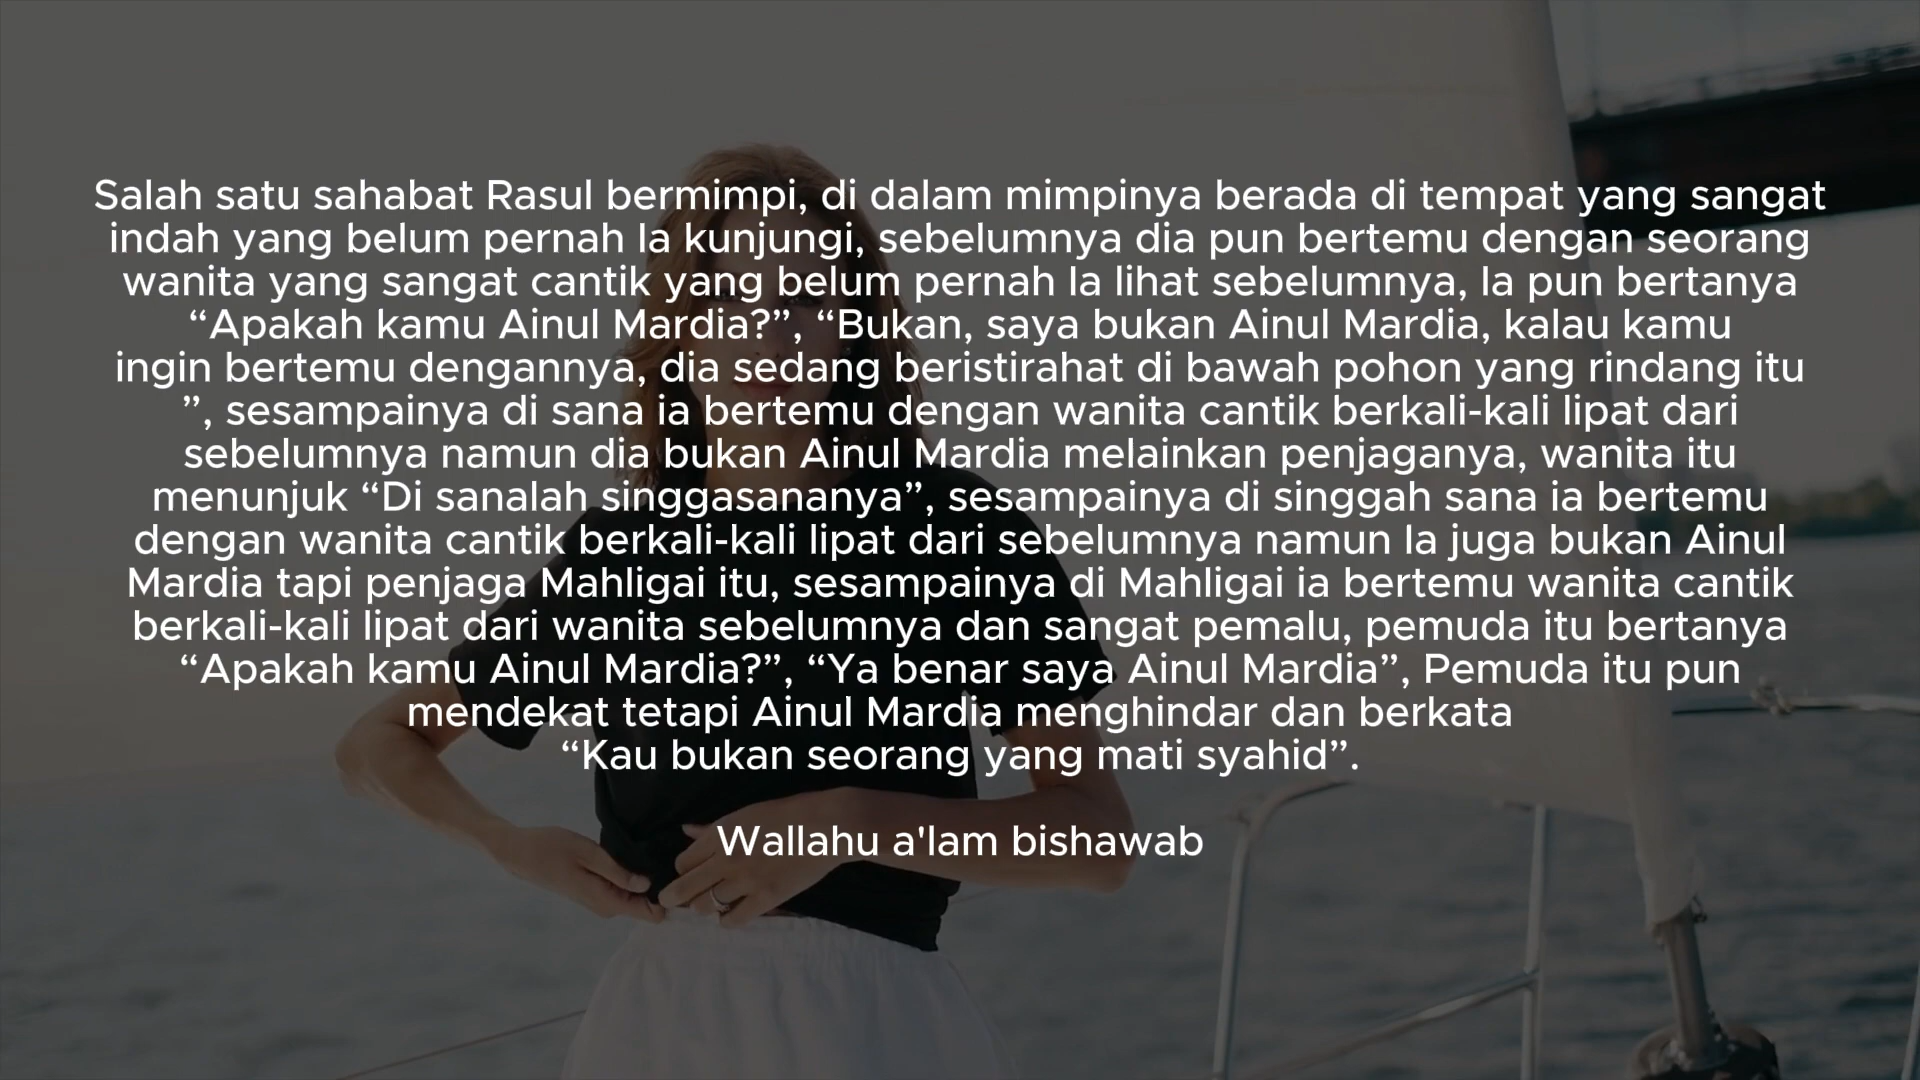 Salah satu sahabat Rasul bermimpi, di dalam mimpinya berada di tempat yang sangat
indah yang belum pernah Ia kunjungi, sebelumnya dia pun bertemu dengan seorang
wanita yang sangat cantik yang belum pernah Ia lihat sebelumnya, Ia pun bertanya
“Apakah kamu Ainul Mardia?”, “Bukan, saya bukan Ainul Mardia, kalau kamu
ingin bertemu dengannya, dia sedang beristirahat di bawah pohon yang rindang itu
”, sesampainya di sana ia bertemu dengan wanita cantik berkali-kali lipat dari
sebelumnya namun dia bukan Ainul Mardia melainkan penjaganya, wanita itu
menunjuk “Di sanalah singgasananya”, sesampainya di singgah sana ia bertemu
dengan wanita cantik berkali-kali lipat dari sebelumnya namun Ia juga bukan Ainul
Mardia tapi penjaga Mahligai itu, sesampainya di Mahligai ia bertemu wanita cantik
berkali-kali lipat dari wanita sebelumnya dan sangat pemalu, pemuda itu bertanya
“Apakah kamu Ainul Mardia?”, “Ya benar saya Ainul Mardia”, Pemuda itu pun
mendekat tetapi Ainul Mardia menghindar dan berkata
“Kau bukan seorang yang mati syahid”.
Wallahu a'lam bishawab